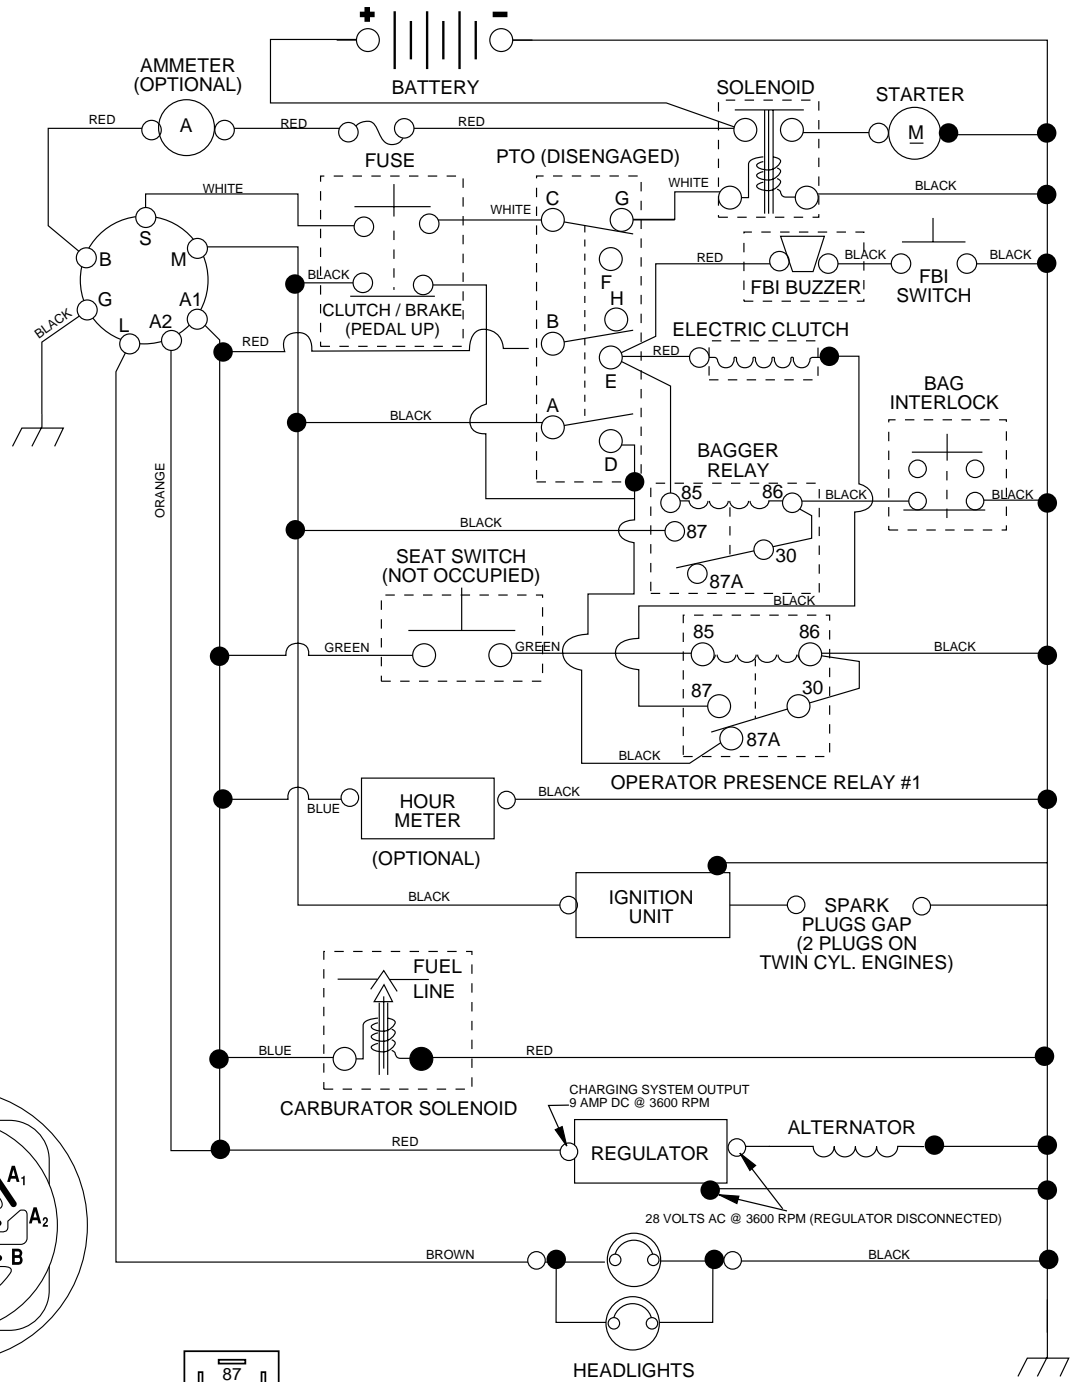 + −
BATTERY
AMMETER
(OPTIONAL)
SOLENOID
STARTER
RED
A
RED
RED
M
FUSE
PTO (DISENGAGED)
WHITE
WHITE
C
G
WHITE
BLACK
S
B
M
G
A1
L
A2
BLACK
BLACK
CLUTCH / BRAKE
(PEDAL UP)
F
H
B
E
A
D
RED
FBI BUZZER
BLACK
FBI
SWITCH
BLACK
RED
ELECTRIC CLUTCH
RED
BAG
INTERLOCK
BLACK
BAGGER
RELAY
ORANGE
85
86
BLACK
BLACK
BLACK
87
30
87A
SEAT SWITCH
(NOT OCCUPIED)
BLACK
GREEN
GREEN
85
86
BLACK
87
30
87A
BLACK
OPERATOR PRESENCE RELAY #1
BLUE
HOUR
METER
BLACK
(OPTIONAL)
BLACK
IGNITION
UNIT
SPARK
PLUGS GAP
(2 PLUGS ON
TWIN CYL. ENGINES)
FUEL
LINE
BLUE
RED
CARBURATOR SOLENOID
CHARGING SYSTEM OUTPUT
9 AMP DC @ 3600 RPM
RED
REGULATOR
ALTERNATOR
28 VOLTS AC @ 3600 RPM (REGULATOR DISCONNECTED)
A1
A2
B
BROWN
BLACK
HEADLIGHTS
87